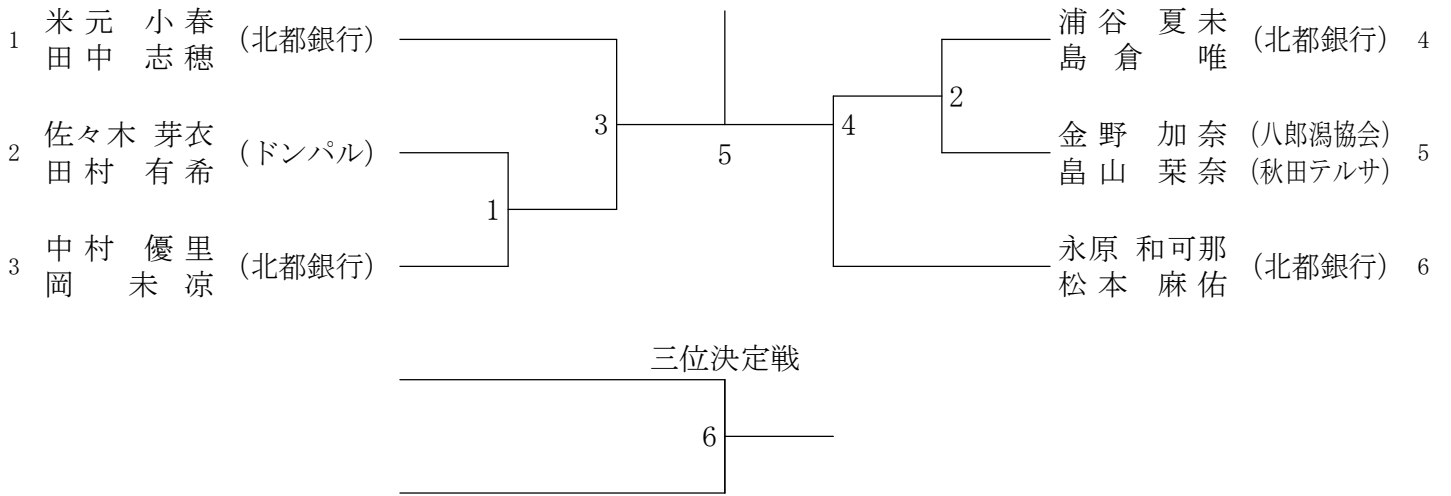 1 米元 小春 (北都銀行)
田中 志穂
2 佐々木 芽衣 (ドンパル)
田村 有希
3 中村 優里 (北都銀行)
岡 未涼
1
3
5
4
2
浦谷 夏未 (北都銀行) 4
島倉 唯
金野 加奈 (八郎潟協会) 5
畠山 栞奈 (秋田テルサ)
永原 和可那 (北都銀行) 6
松本 麻佑
三位決定戦
6